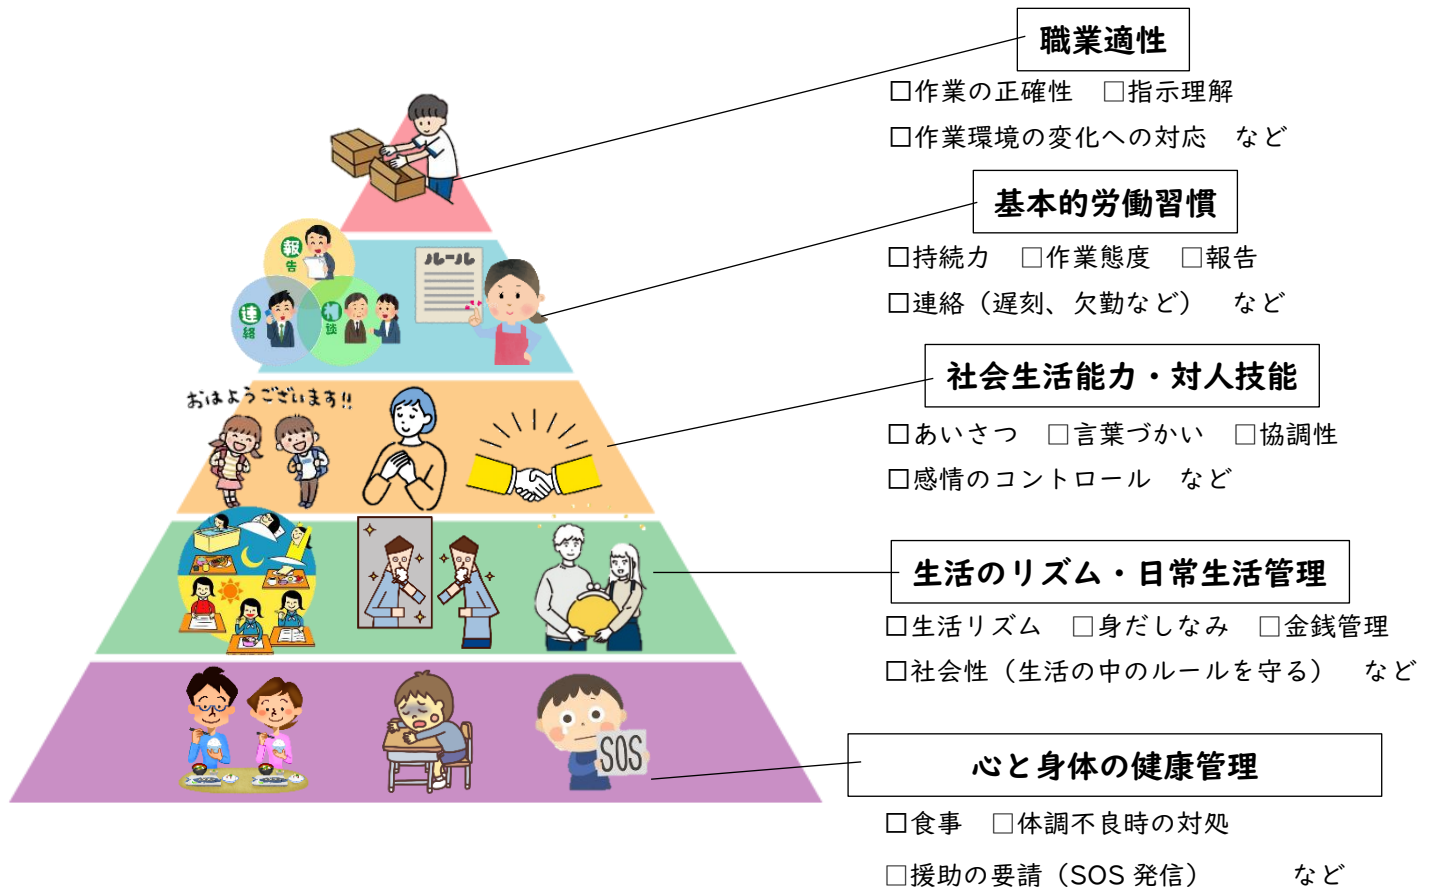 職業適性
□作業の正確性　□指示理解
□作業環境の変化への対応　など
基本的労働習慣
□持続力　□作業態度　□報告
□連絡（遅刻、欠勤など）　など
社会生活能力・対人技能
□あいさつ　□言葉づかい　□協調性
□感情のコントロール　など
生活のリズム・日常生活管理
□生活リズム　□身だしなみ　□金銭管理
□社会性（生活の中のルールを守る）　など
心と身体の健康管理
□食事　□体調不良時の対処
□援助の要請（SOS 発信）　など
報告
連絡
相談
ルール
おはようございます!!
SOS